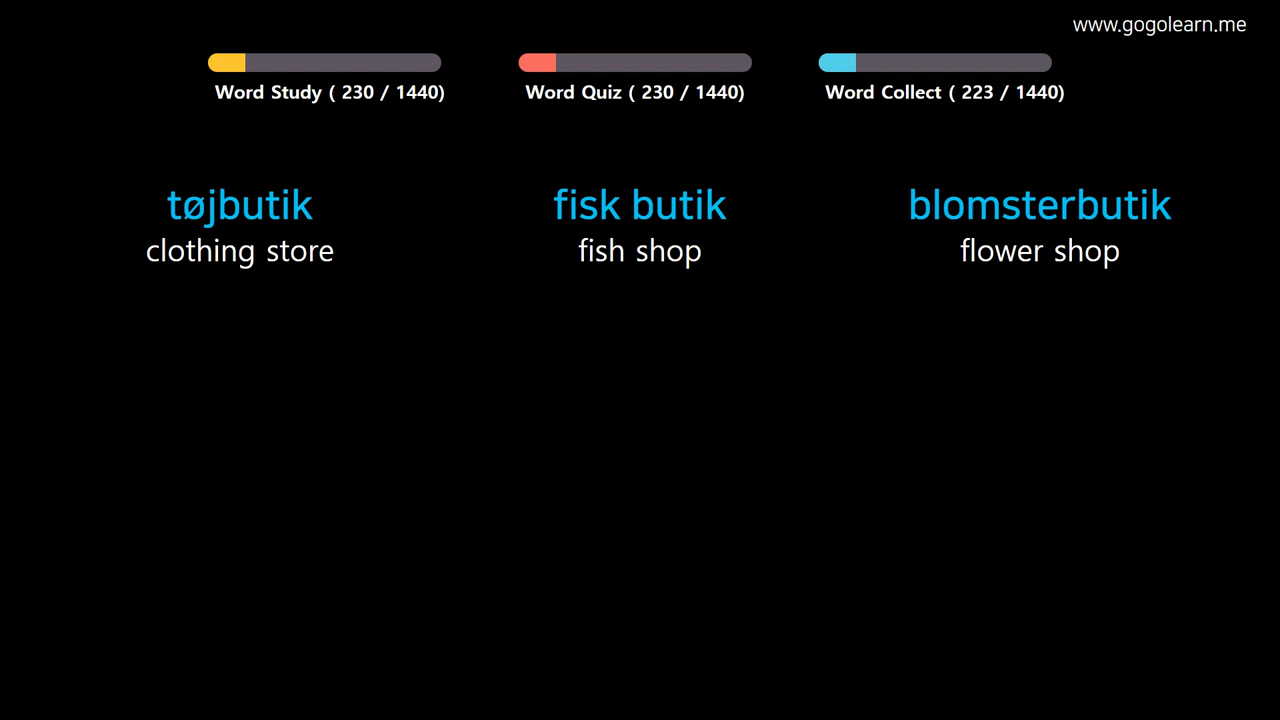 www.gogolearn.me
Word Study ( 230 / 1440)
Word Quiz ( 230 / 1440)
Word Collect ( 223 / 1440)
tøjbutik
clothing store
fisk butik
fish shop
blomsterbutik
flower shop